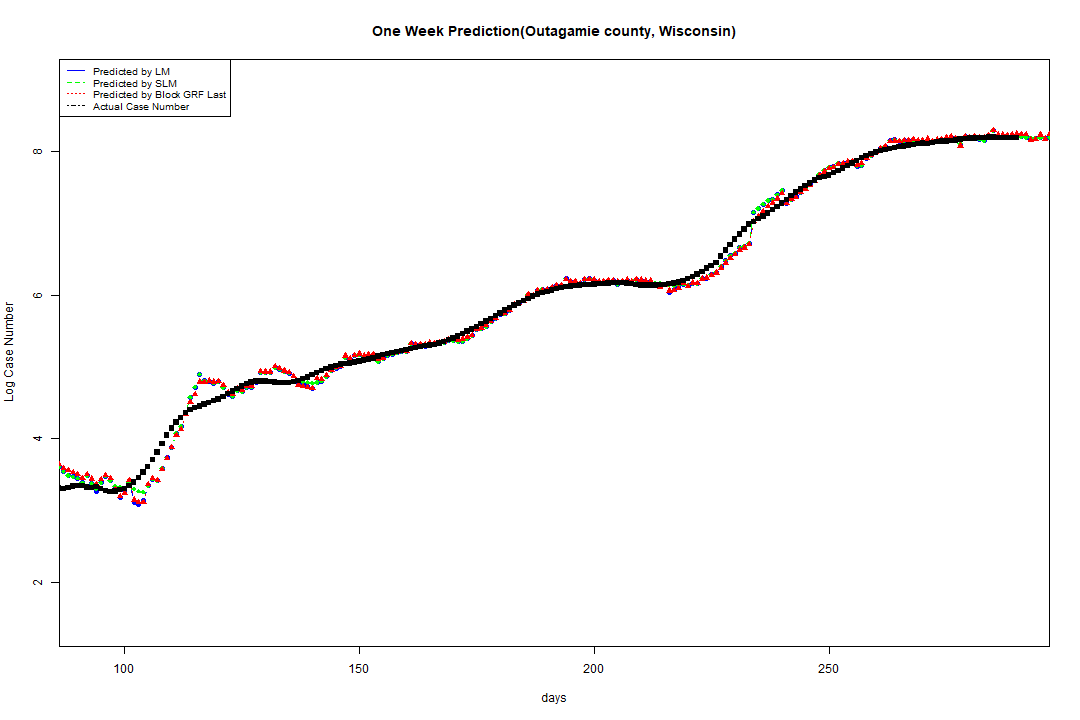 One Week Prediction(Outagamie county, Wisconsin)
Predicted by LM
Predicted by SLM
Predicted by Block GRF Last
Actual Case Number
8
6
4
2
Log Case Number
100 150 200 250
days